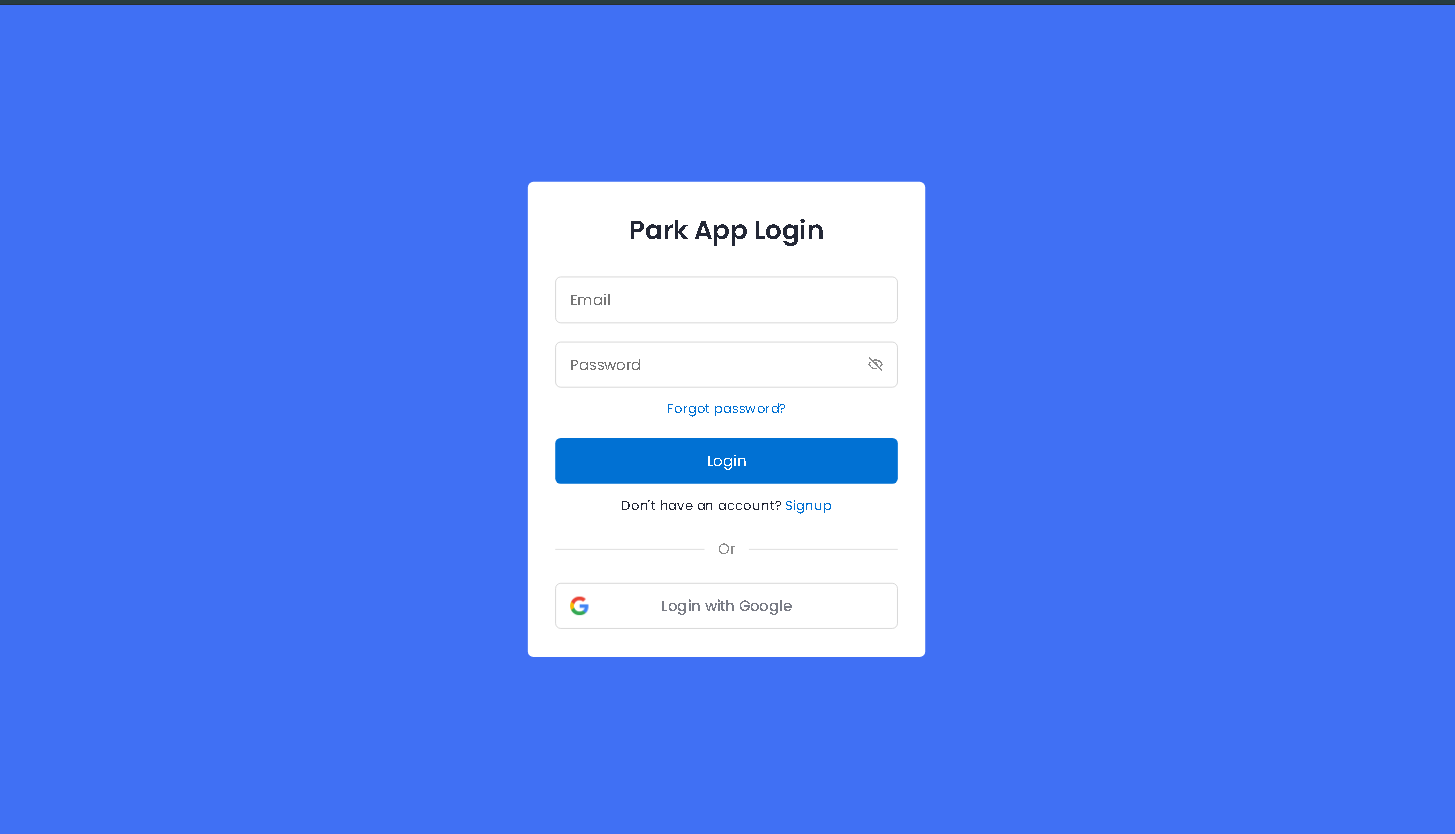 Park App Login
Email
Password
Forgot password?
Login
Don't have an account? Signup
Or
Login with Google